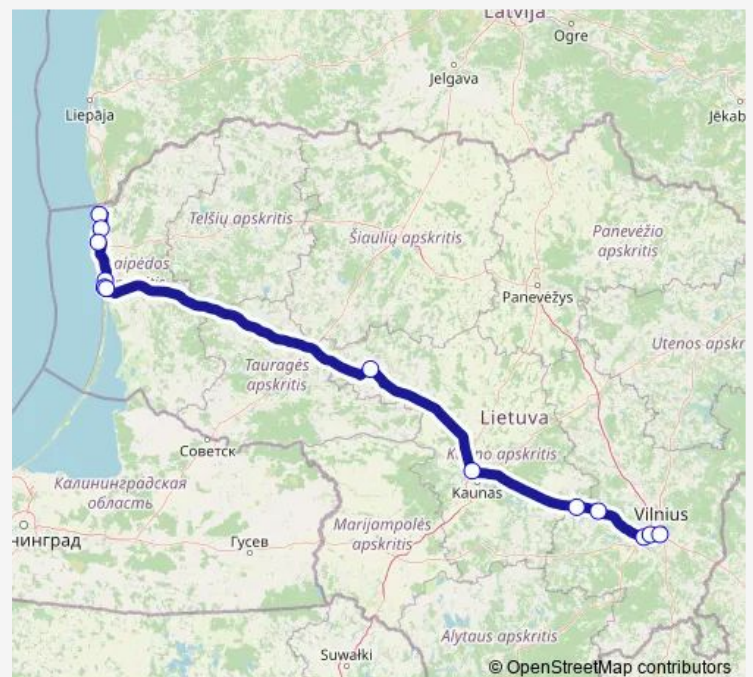 Latvija
Ogre
Jelgava
Liepāja
Jēkab
Telšių apskritis
Šiaulių apskritis
Panevėžio
apskritis
aipėdos
Panevėžys
Utenos apskr
Tauragės
apskritis
Lietuva
Советск
apskritis
Калининградская
область
Kaunas
Vilnius
Marijampolės
apskritis
нинград
Гусев
Alytaus apskritis
Suwałki
© OpenStreetMap contributors